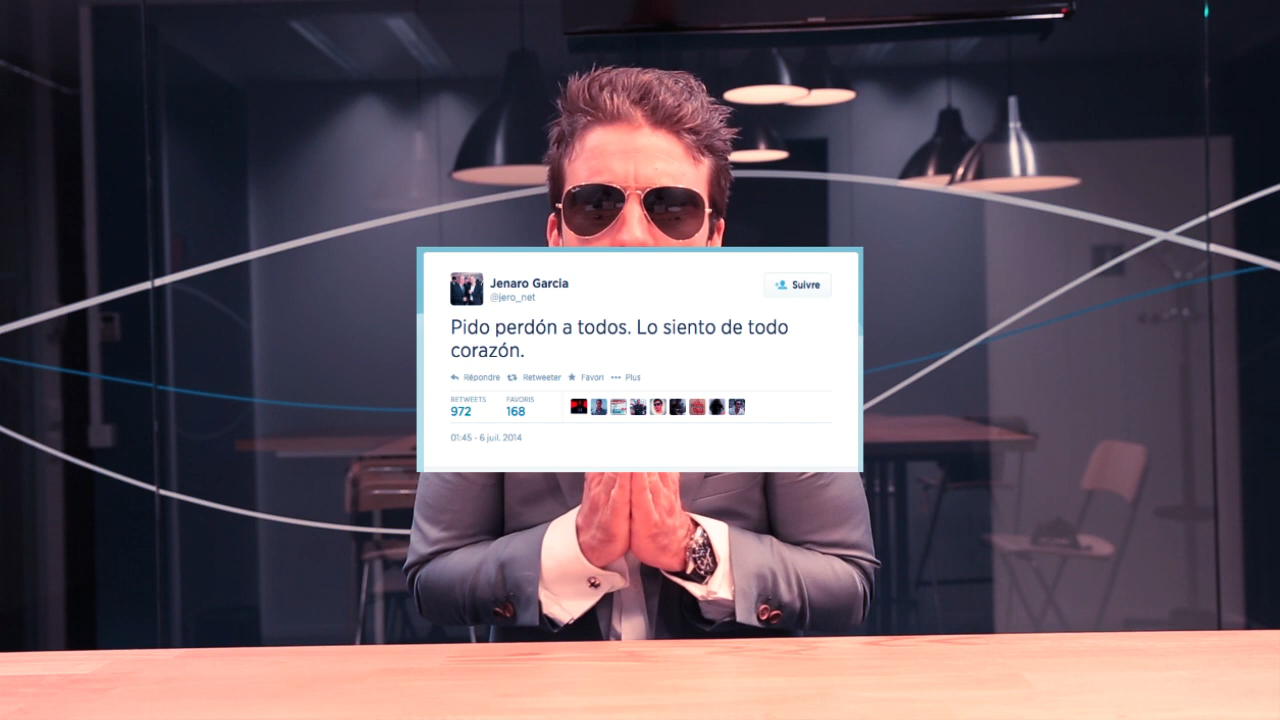 Jenaro Garcia
@jero_net
Suivre
Pido perdón a todos. Lo siento de todo
corazón.
Répondre Retweeter Favori Plus
RETWEETS FAVORIS
972 168
01:45 - 6 juil. 2014